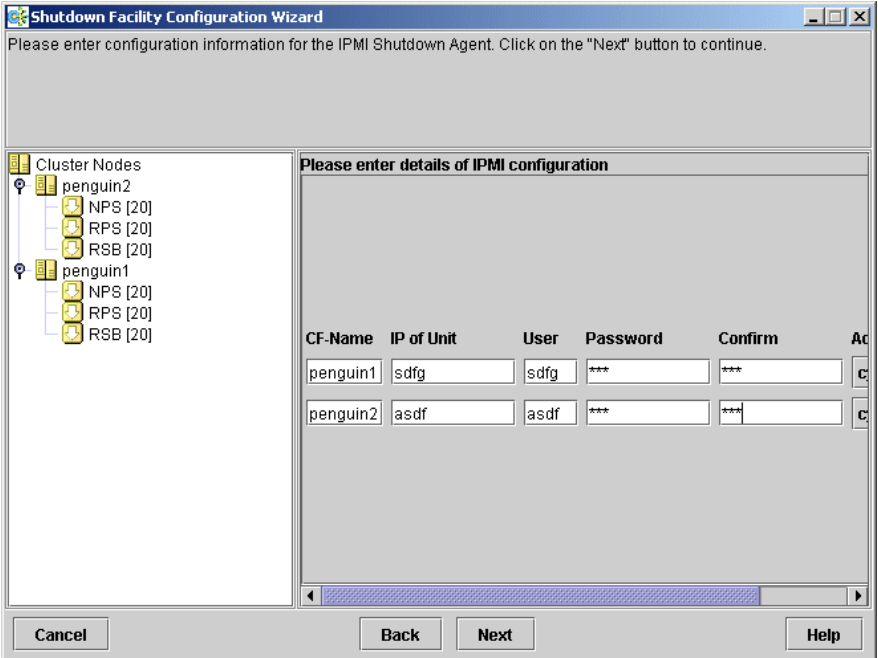 Shutdown Facility Configuration Wizard
Please enter configuration information for the IPMI Shutdown Agent. Click on the "Next" button to continue.
Cluster Nodes
penguin2
NPS [20]
RPS [20]
RSB [20]
penguin1
NPS [20]
RPS [20]
RSB [20]
Please enter details of IPMI configuration
CF-Name IP of Unit User Password Confirm
penguin1 sdfg sdfg *** ***
penguin2 asdf asdf *** ***
Cancel Back Next Help